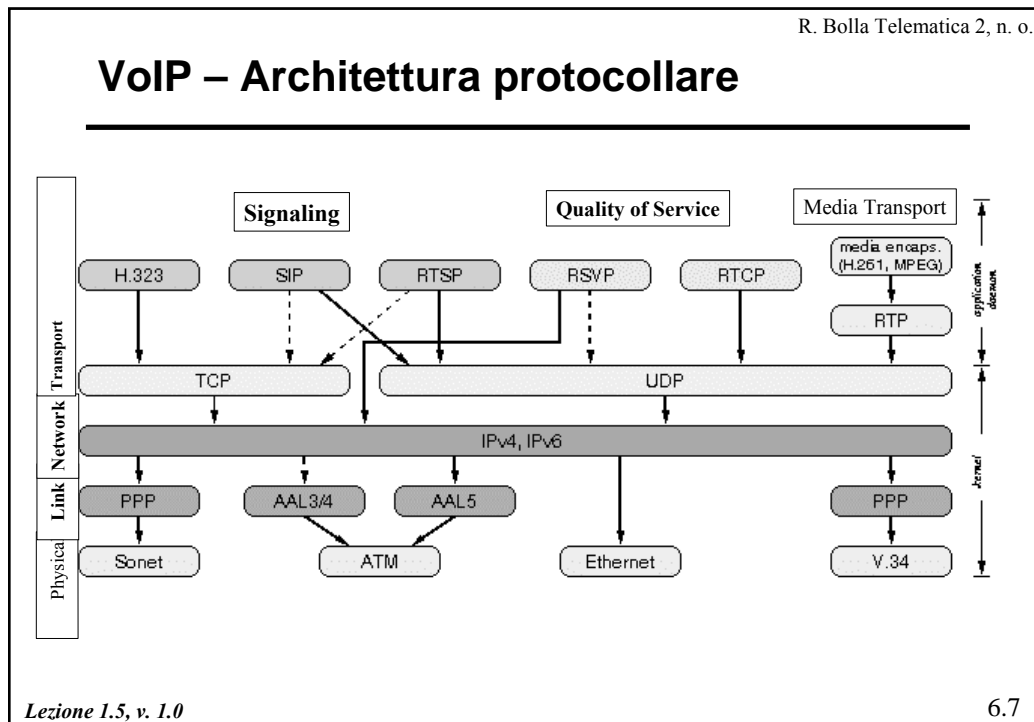 R. Bolla Telematica 2, n. o.
VoIP – Architettura protocollare
Signaling
Quality of Service
Media Transport
media encaps.
(H.261, MPEG)
H.323
SIP
RTSP
RSVP
RTCP
RTP
application
daemon
Transport
TCP
UDP
Network
IPv4, IPv6
kernel
Link
PPP
AAL3/4
AAL5
PPP
Physical
Sonet
ATM
Ethernet
V.34
Lezione 1.5, v. 1.0
6.7